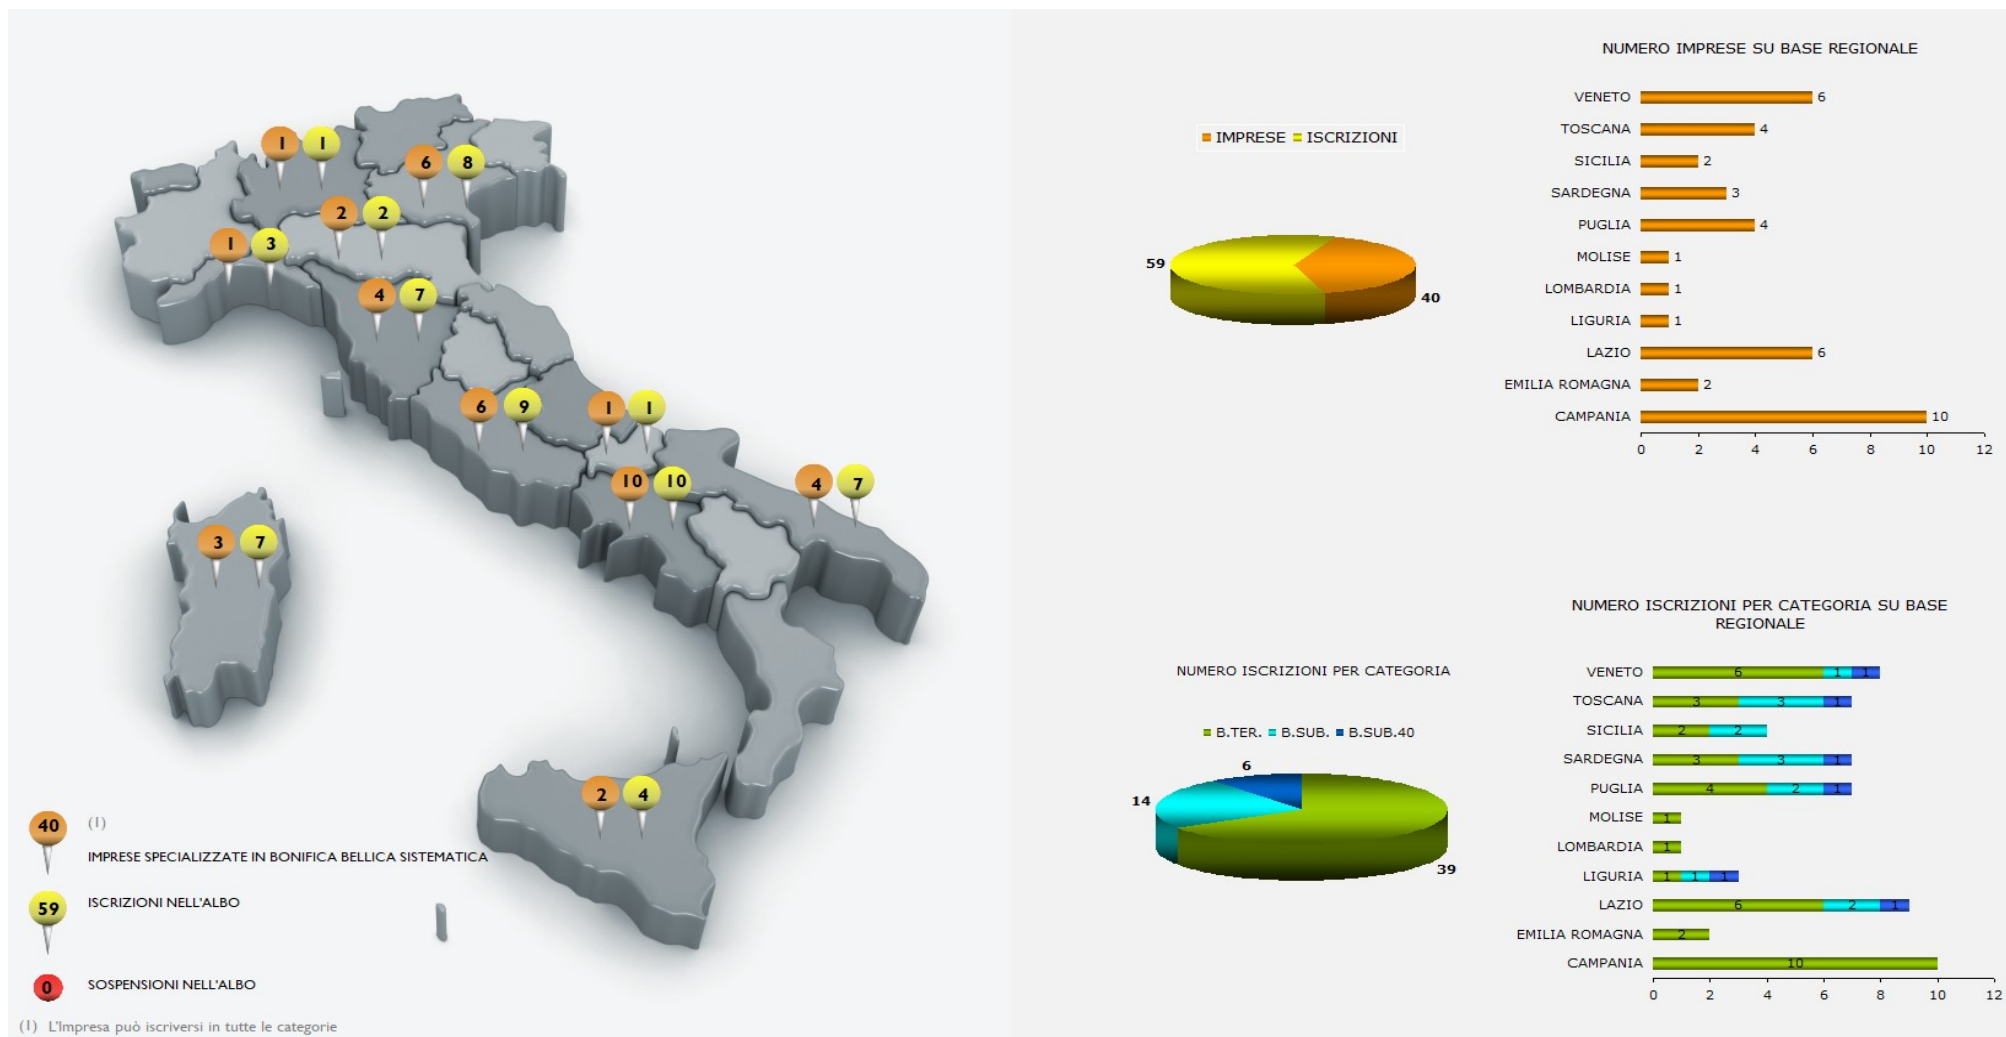 1 1
6 8
2 2
1 3
4 7
6 9
1 1
10 10
4 7
3 7
2 4
40 (1)
IMPRESE SPECIALIZZATE IN BONIFICA BELLICA SISTEMATICA
59 ISCRIZIONI NELL'ALBO
0 SOSPENSIONI NELL'ALBO
(1) L'Impresa può iscriversi in tutte le categorie
IMPRESE ISCRIZIONI
59
40
NUMERO IMPRESE SU BASE REGIONALE
VENETO 6
TOSCANA 4
SICILIA 2
SARDEGNA 3
PUGLIA 4
MOLISE 1
LOMBARDIA 1
LIGURIA 1
LAZIO 6
EMILIA ROMAGNA 2
CAMPANIA 10
0 2 4 6 8 10 12
NUMERO ISCRIZIONI PER CATEGORIA
B.TER. B.SUB. B.SUB.40
6
14
39
NUMERO ISCRIZIONI PER CATEGORIA SU BASE
REGIONALE
VENETO 6 1 1
TOSCANA 3 3 1
SICILIA 2 2
SARDEGNA 3 3 1
PUGLIA 4 2 1
MOLISE 1
LOMBARDIA 1
LIGURIA 1 1 1
LAZIO 6 2 1
EMILIA ROMAGNA 2
CAMPANIA 10
0 2 4 6 8 10 12